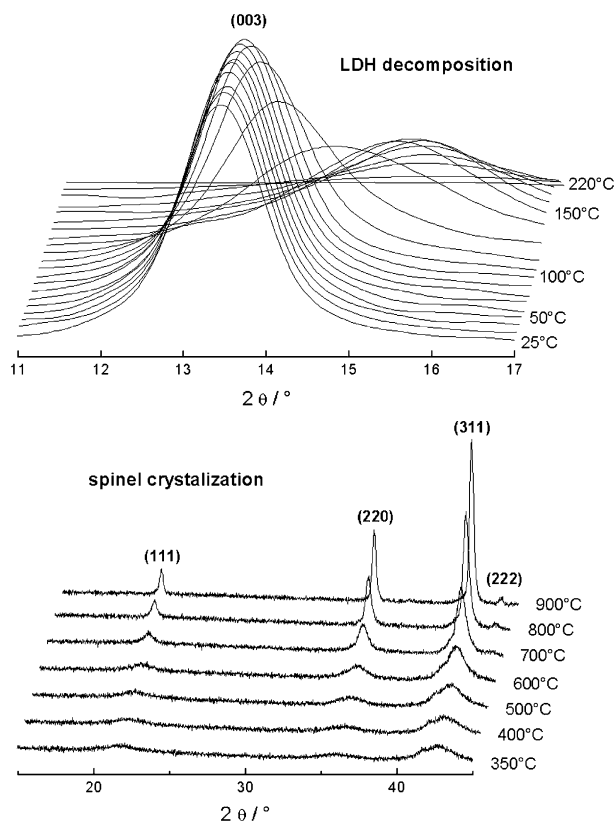 (003)
LDH decomposition
220°C
150°C
100°C
50°C
25°C
11 12 13 14 15 16 17
2 θ / °
(311)
spinel crystalization
(220)
(111)
(222)
900°C
800°C
700°C
600°C
500°C
400°C
350°C
20 30 40
2 θ / °